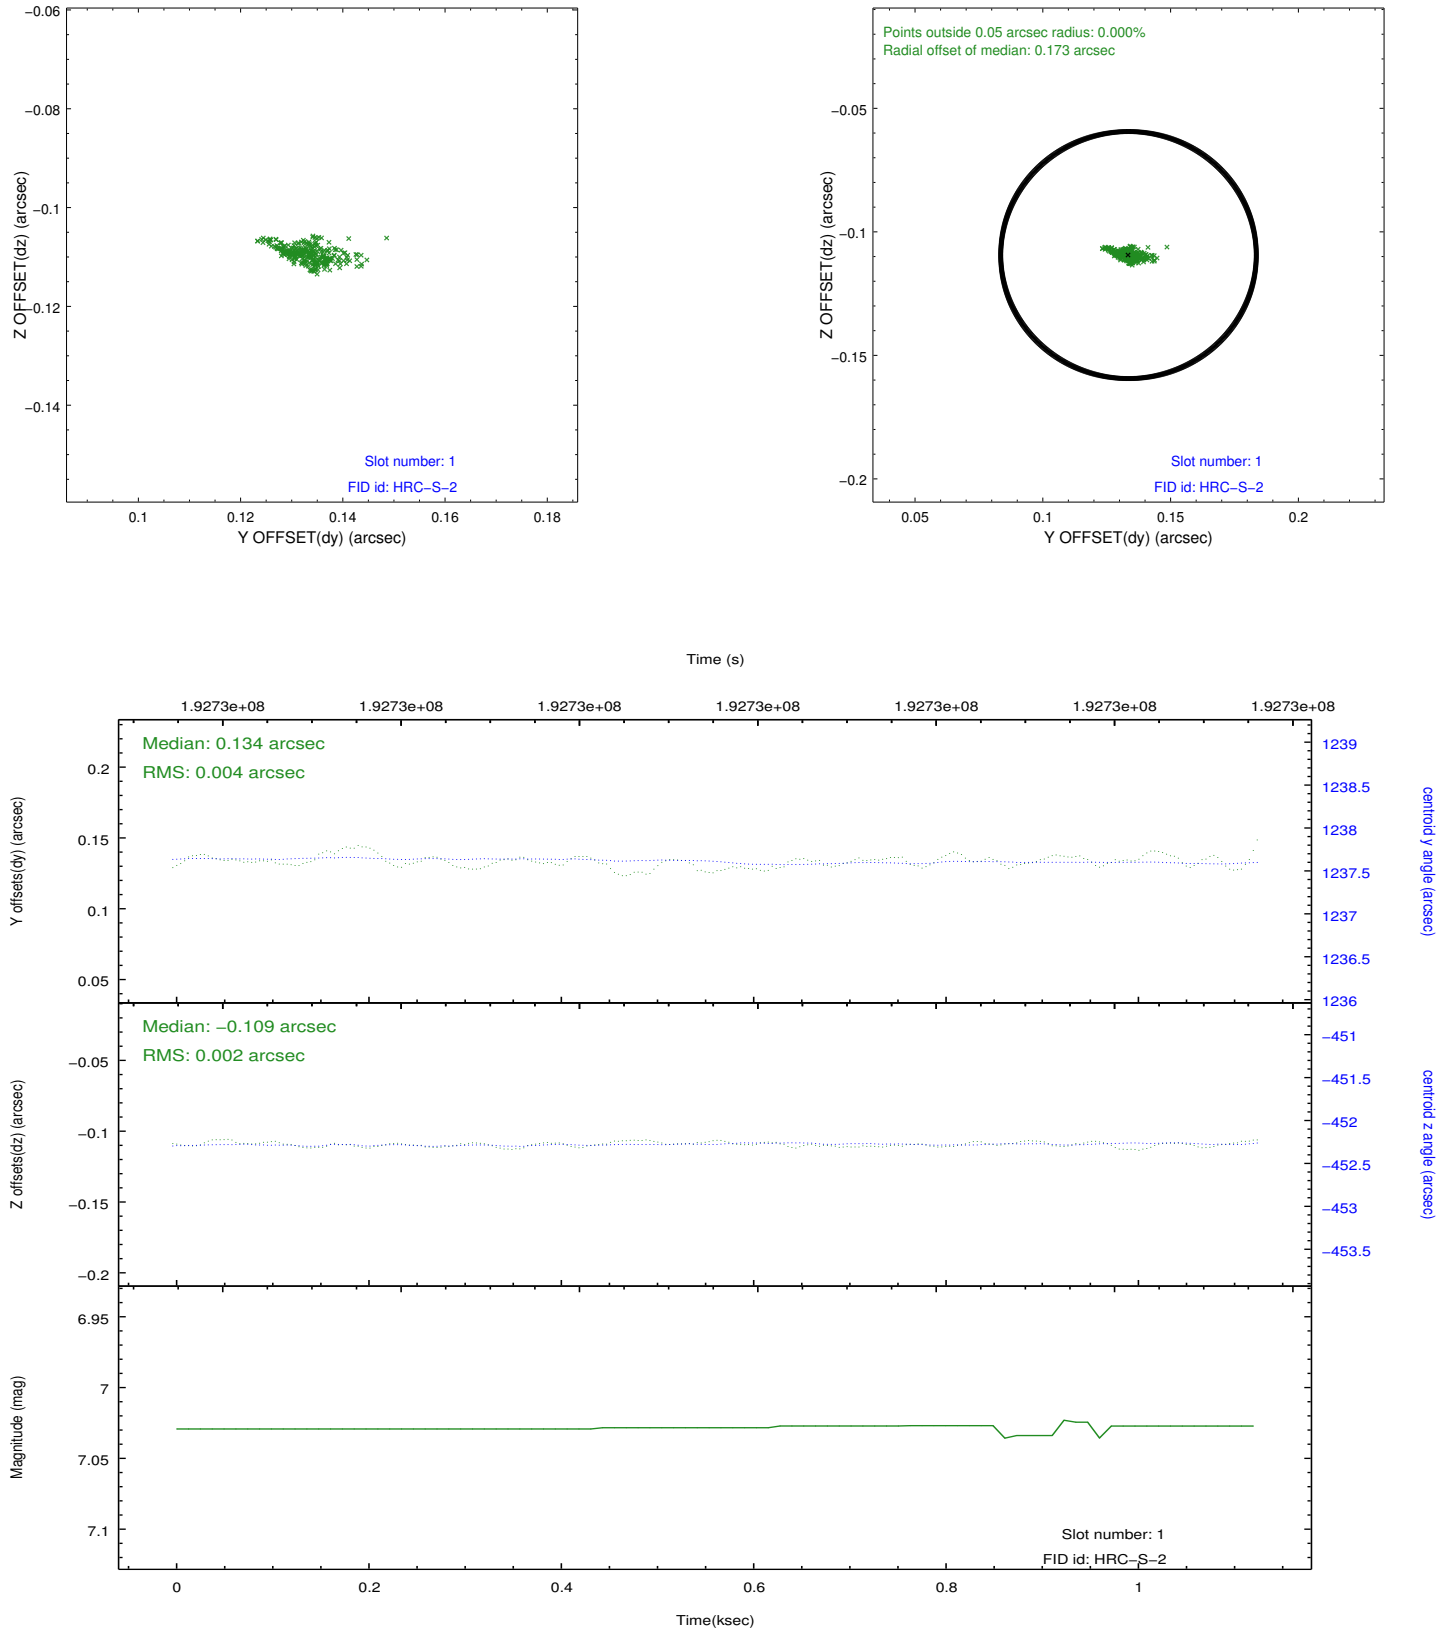 −0.06
−0.08
−0.1
−0.12
−0.14
Z OFFSET(dz) (arcsec)
Slot number: 1
FID id: HRC−S−2
0.1 0.12 0.14 0.16 0.18
Y OFFSET(dy) (arcsec)
Points outside 0.05 arcsec radius: 0.000%
Radial offset of median: 0.173 arcsec
−0.05
−0.1
−0.15
−0.2
Z OFFSET(dz) (arcsec)
Slot number: 1
FID id: HRC−S−2
0.05 0.1 0.15 0.2
Y OFFSET(dy) (arcsec)
Time (s)
1.9273e+08 1.9273e+08 1.9273e+08 1.9273e+08 1.9273e+08 1.9273e+08 1.9273e+08
Median: 0.134 arcsec
RMS: 0.004 arcsec
0.2
0.15
0.1
0.05
Y offsets(dy) (arcsec)
1239
1238.5
1238
1237.5
1237
1236.5
1236
centroid y angle (arcsec)
Median: −0.109 arcsec
RMS: 0.002 arcsec
−0.05
−0.1
−0.15
−0.2
Z offsets(dz) (arcsec)
−451
−451.5
−452
−452.5
−453
−453.5
centroid z angle (arcsec)
6.95
7
7.05
7.1
Magnitude (mag)
Slot number: 1
FID id: HRC−S−2
0 0.2 0.4 0.6 0.8 1
Time(ksec)